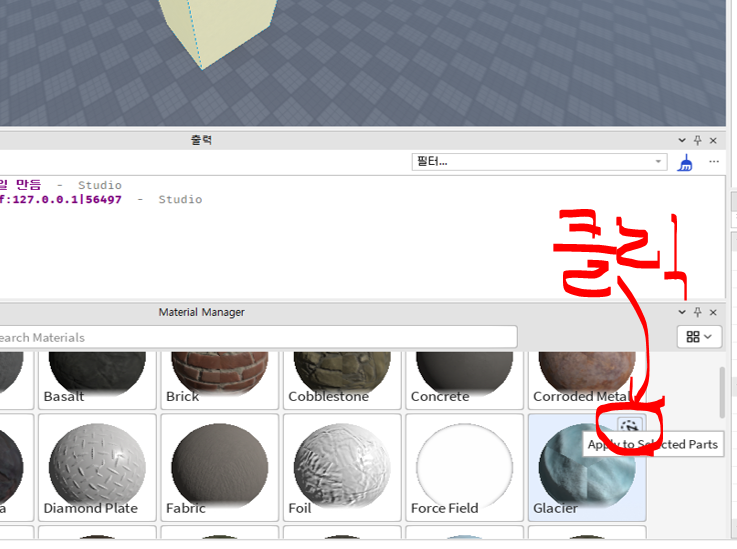 출력
필터...
일 만듬 - Studio
f:127.0.0.1|56497 - Studio
클릭
Material Manager
earch Materials
Basalt
Brick
Cobblestone
Concrete
Corroded Metal
Apply to Selected Parts
a
Diamond Plate
Fabric
Foil
Force Field
Glacier